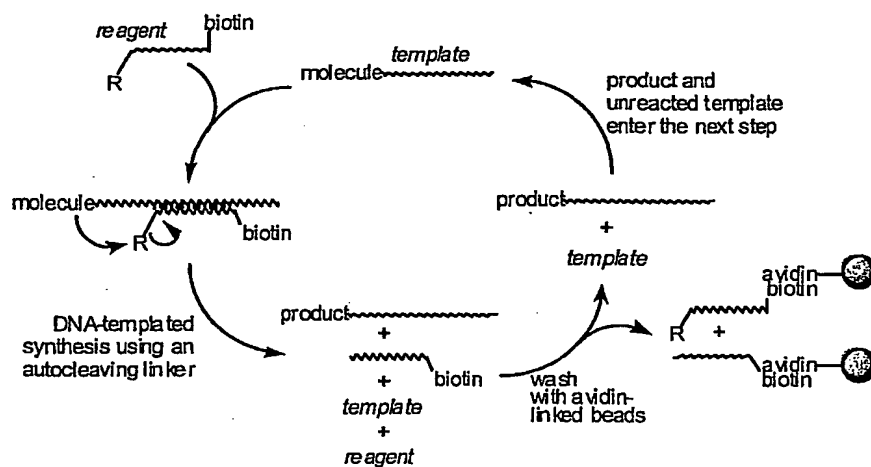 reagent
biotin
R
template
molecule
product and
unreacted template
enter the next step
molecule
R
biotin
DNA-templated
synthesis using an
autocleaving linker
product
+
biotin
+
template
+
reagent
wash
with avidin-
linked beads
product
+
template
avidin
biotin
R
+
avidin
biotin